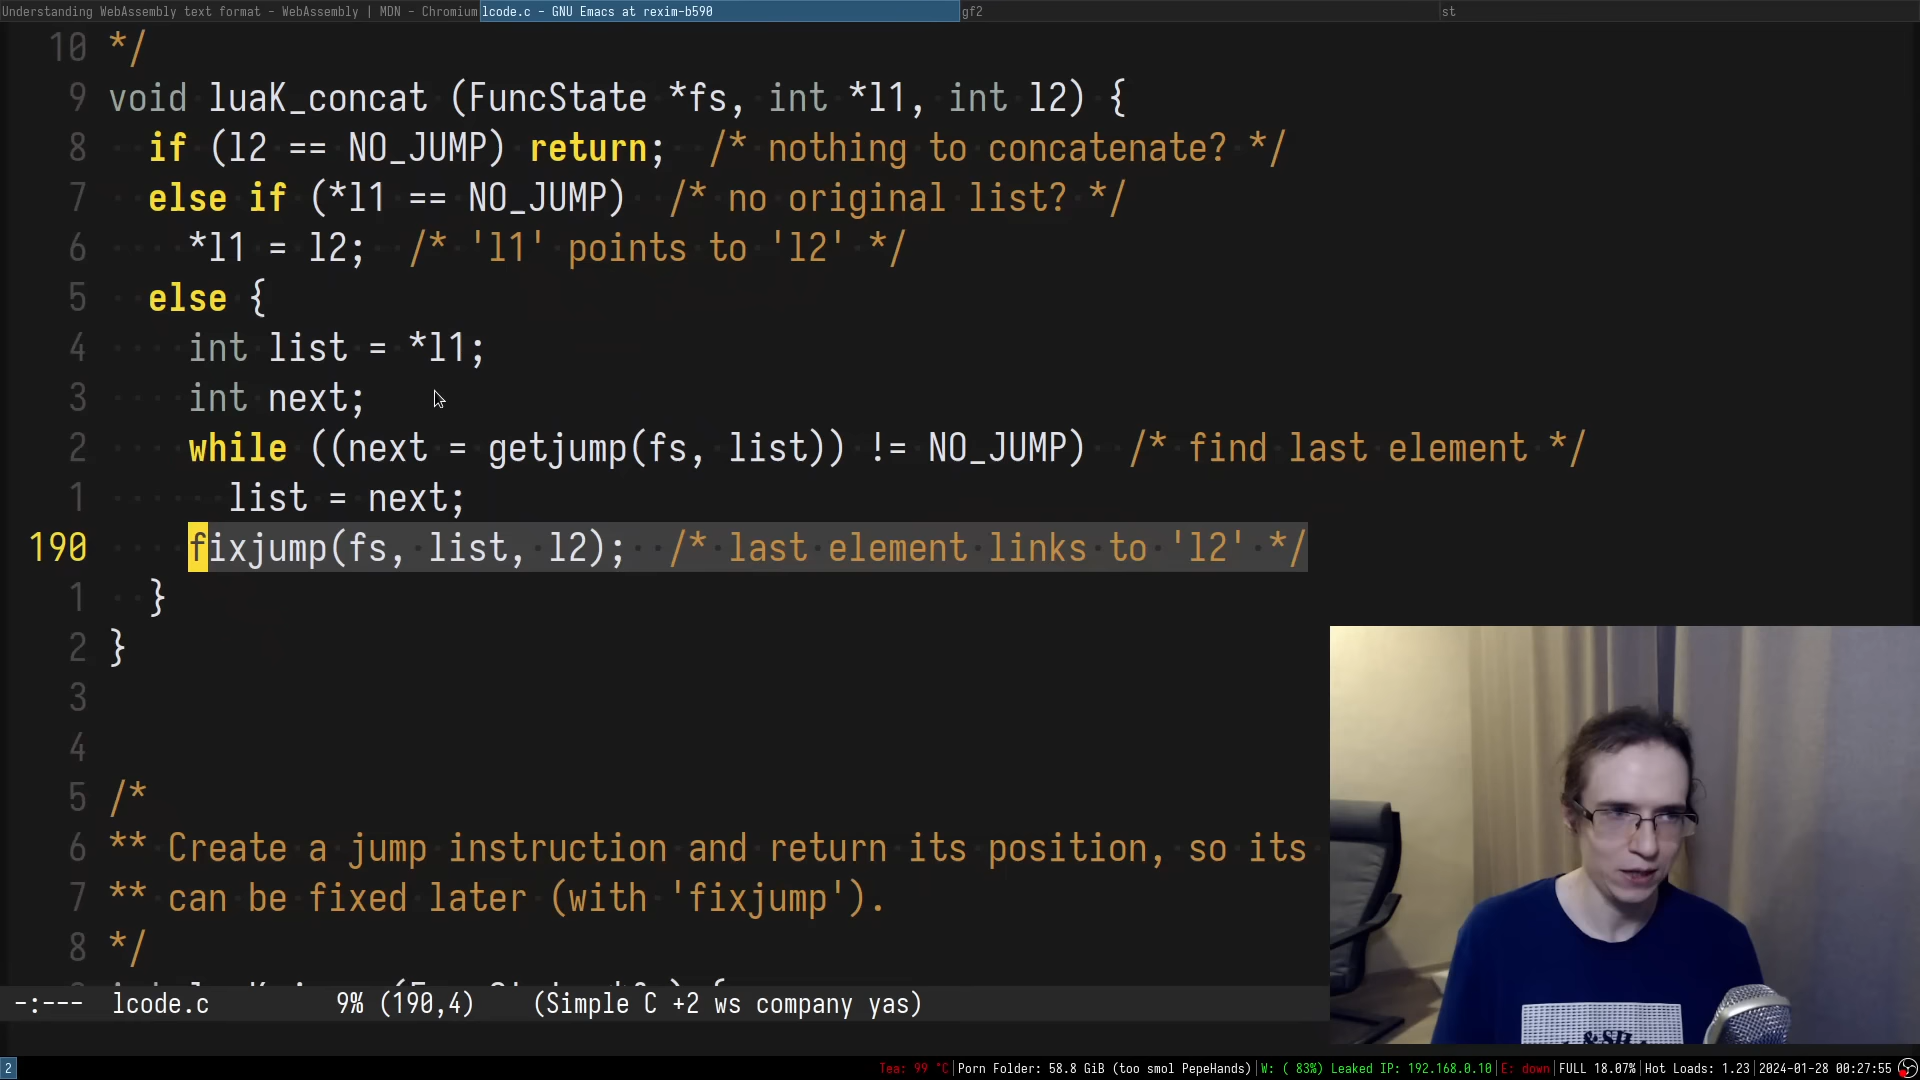 Understanding WebAssembly text format - WebAssembly | MDN - Chromium lcode.c - GNU Emacs at rexim-b590 gf2 st
10 */
9 void luaK_concat (FuncState *fs, int *l1, int l2) {
8 if (l2 == NO_JUMP) return; /* nothing to concatenate? */
7 else if (*l1 == NO_JUMP) /* no original list? */
6 *l1 = l2; /* 'l1' points to 'l2' */
5 else {
4 int list = *l1;
3 int next;
2 while ((next = getjump(fs, list)) != NO_JUMP) /* find last element */
1 list = next;
190 fixjump(fs, list, l2); /* last element links to 'l2' */
1 }
2 }
3
4
5 /*
6 ** Create a jump instruction and return its position, so its
7 ** can be fixed later (with 'fixjump').
8 */
-:--- lcode.c 9% (190,4) (Simple C +2 ws company yas)
2 Tea: 99 °C|Porn Folder: 58.8 GiB (too smol PepeHands)|W: ( 83%) Leaked IP: 192.168.0.10|E: down|FULL 18.07%|Hot Loads: 1.23|2024-01-28 00:27:55